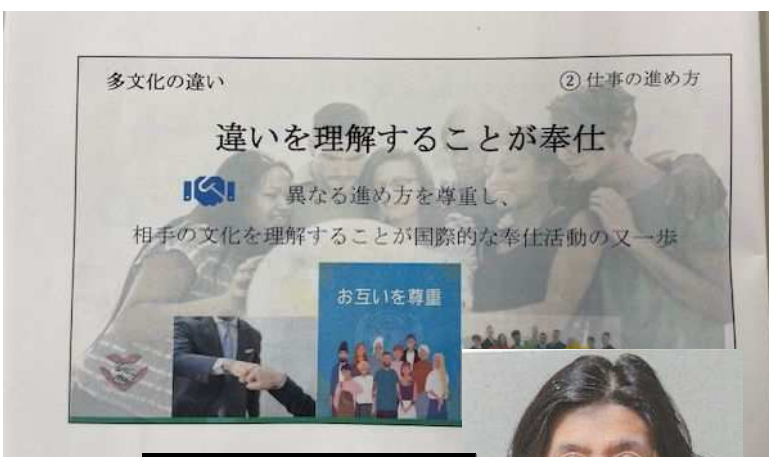 多文化の違い
②仕事の進め方
違いを理解することが奉仕
異なる進め方を尊重し、
相手の文化を理解することが国際的な奉仕活動の又一歩
お互いを尊重